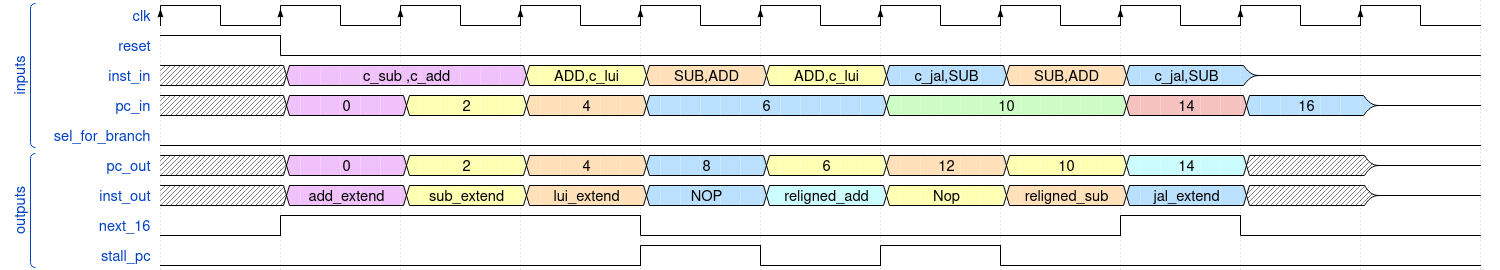 clk
reset
inputs
inst_in c_sub ,c_add ADD,c_lui SUB,ADD ADD,c_lui c_jal,SUB SUB,ADD c_jal,SUB
pc_in 0 2 4 6 10 14 16
sel_for_branch
outputs
pc_out 0 2 4 8 6 12 10 14
inst_out add_extend sub_extend lui_extend NOP religned_add Nop religned_sub jal_extend
next_16
stall_pc